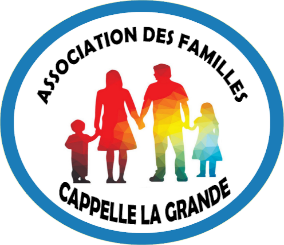 ASSOCIATION DES FAMILLES
CAPPELLE LA GRANDE